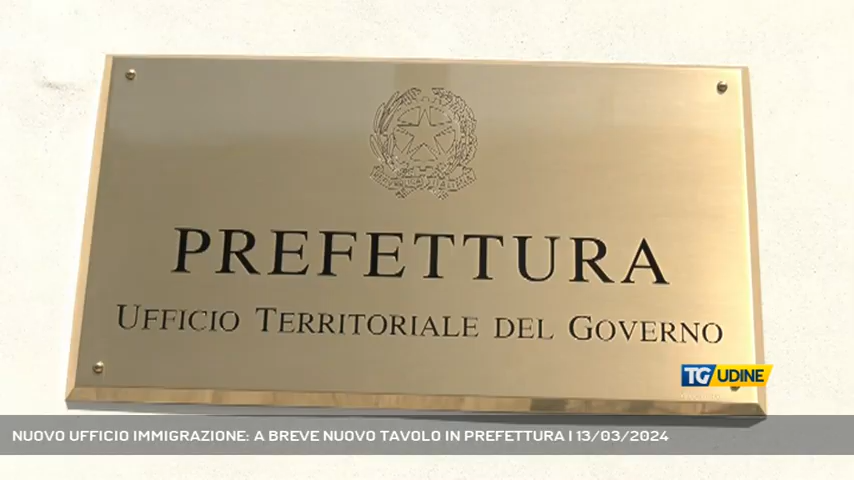 PREFETTURA
UFFICIO TERRITORIALE DEL GOVERNO
TG UDINE
NUOVO UFFICIO IMMIGRAZIONE: A BREVE NUOVO TAVOLO IN PREFETTURA | 13/03/2024